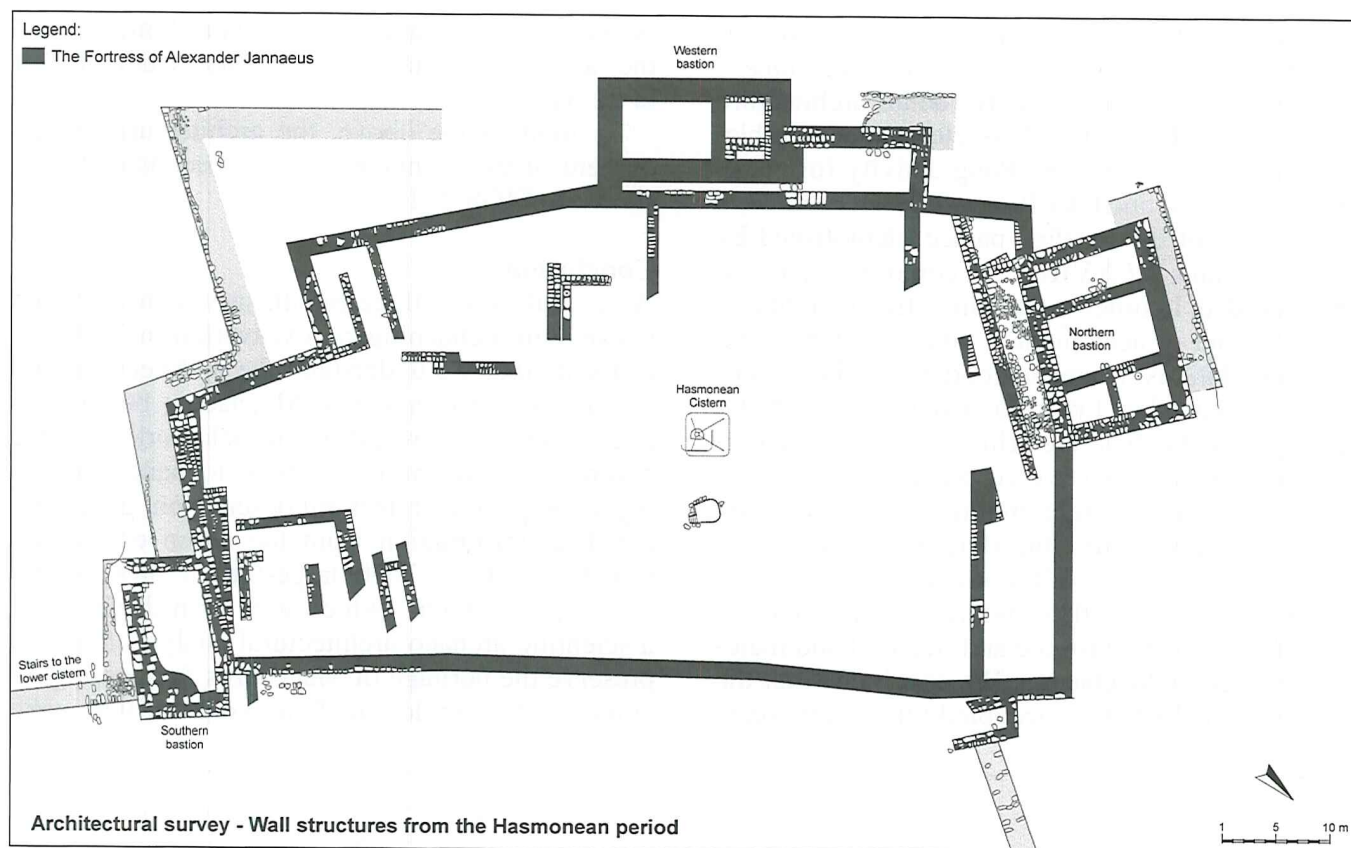 Legend:
The Fortress of Alexander Jannaeus
Western
bastion
Northern
bastion
Hasmonean
Cistern
Stairs to the
lower cistern
Southern
bastion
Architectural survey - Wall structures from the Hasmonean period
1 5 10 m